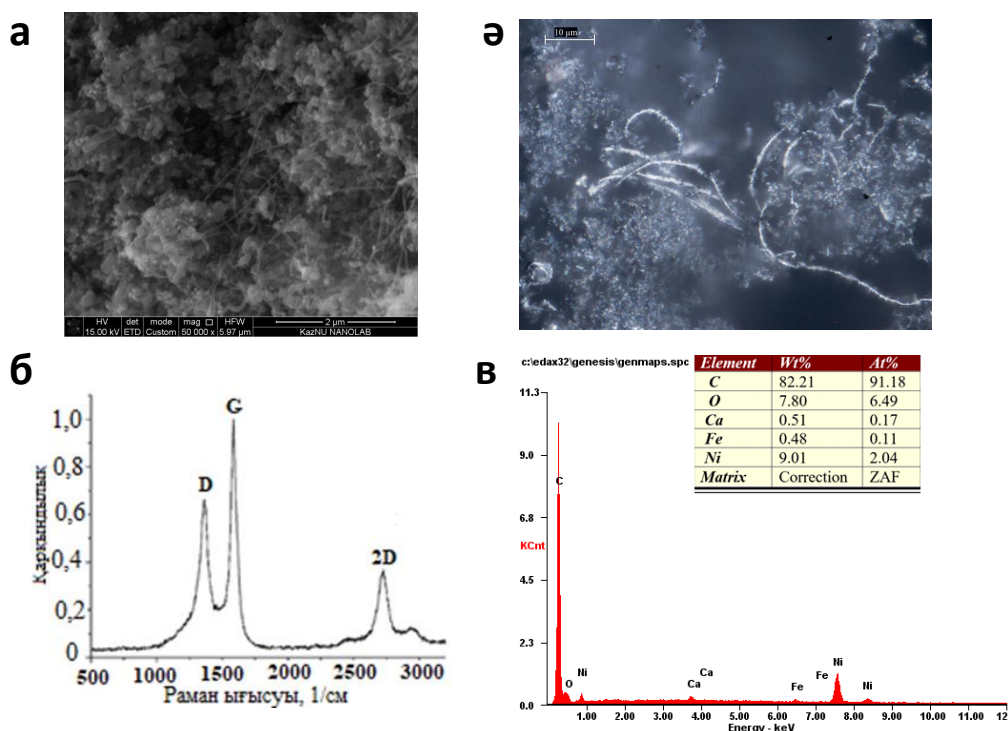 а
HV det mode mag HFW 2 µm
15.00 kV ETD Custom 50 000 x 5.97 µm KazNU NANOLAB
ә
10 µm
б
G
D
2D
1,0
0,8
0,6
0,4
0,2
0
Қарқындылық
500 1000 1500 2000 2500 3000
Раман ығысуы, 1/см
в
c:\edax32\genesis\genmaps.spc
Element Wt% At%
C 82.21 91.18
O 7.80 6.49
Ca 0.51 0.17
Fe 0.48 0.11
Ni 9.01 2.04
Matrix Correction ZAF
11.3
9.0
6.8
KCnt
4.5
2.3
0.0
C
O
Ni
Ca
Ca
Fe
Fe
Ni
Ni
1.00 2.00 3.00 4.00 5.00 6.00 7.00 8.00 9.00 10.00 11.00 12
Energy - keV